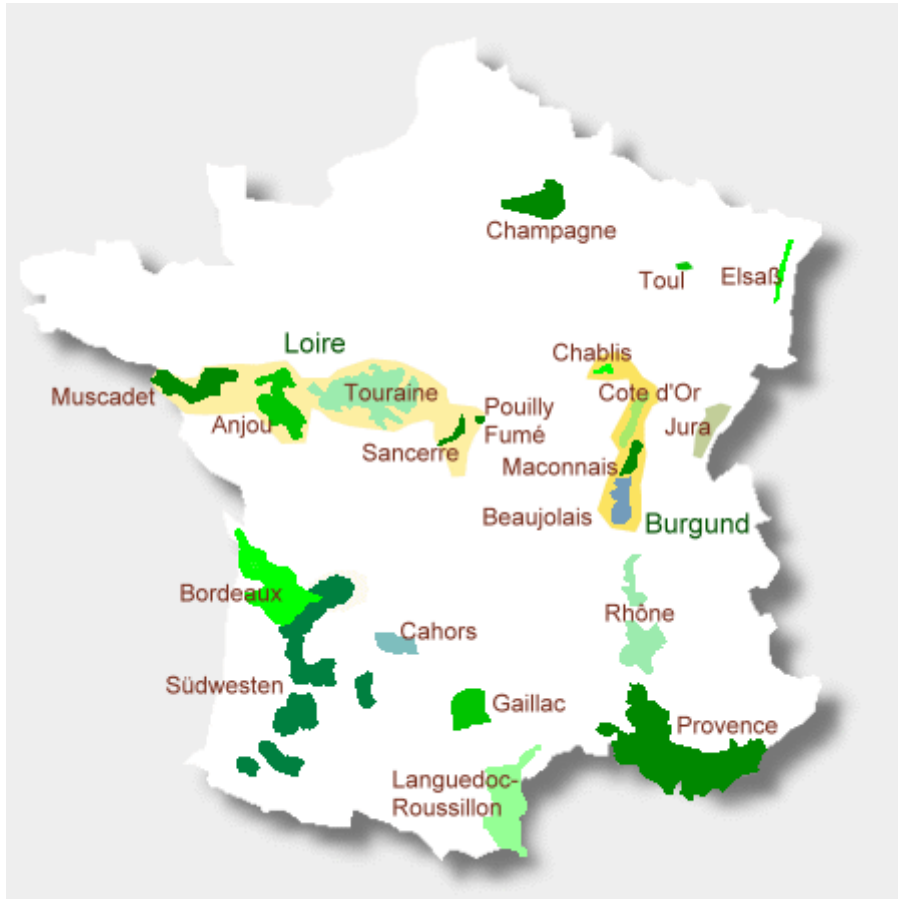 Champagne
Toul
Elsaß
Loire
Chablis
Muscadet
Touraine
Cote d'Or
Anjou
Pouilly
Fumé
Jura
Sancerre
Maconnais
Beaujolais
Burgund
Bordeaux
Rhône
Cahors
Südwesten
Gaillac
Provence
Languedoc-
Roussillon